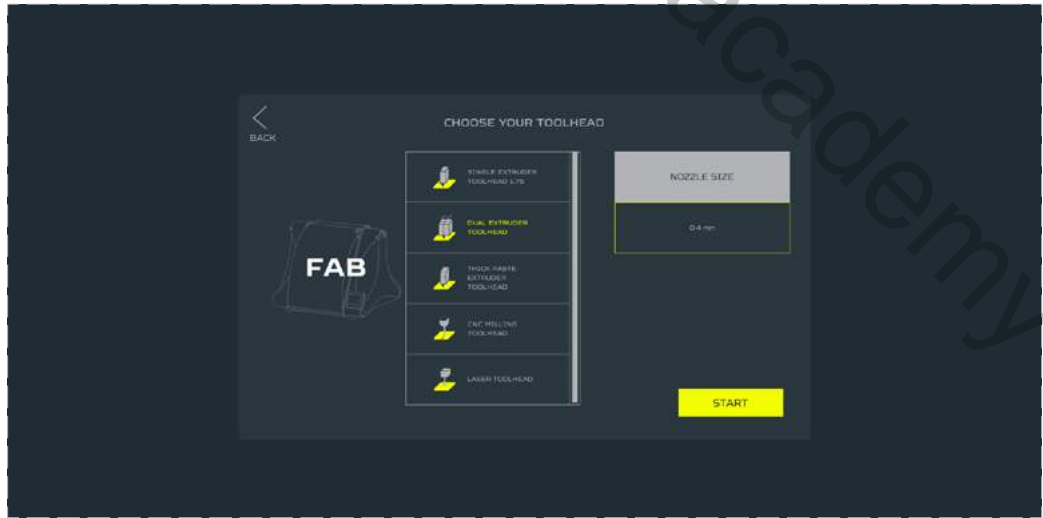 academy
BACK
CHOOSE YOUR TOOLHEAD
FAB
SINGLE EXTRUDER
TOOLHEAD 1.75
DUAL EXTRUDER
TOOLHEAD
THICK PASTE
EXTRUDER
TOOLHEAD
CNC MILLING
TOOLHEAD
LASER TOOLHEAD
NOZZLE SIZE
0.4 mm
START